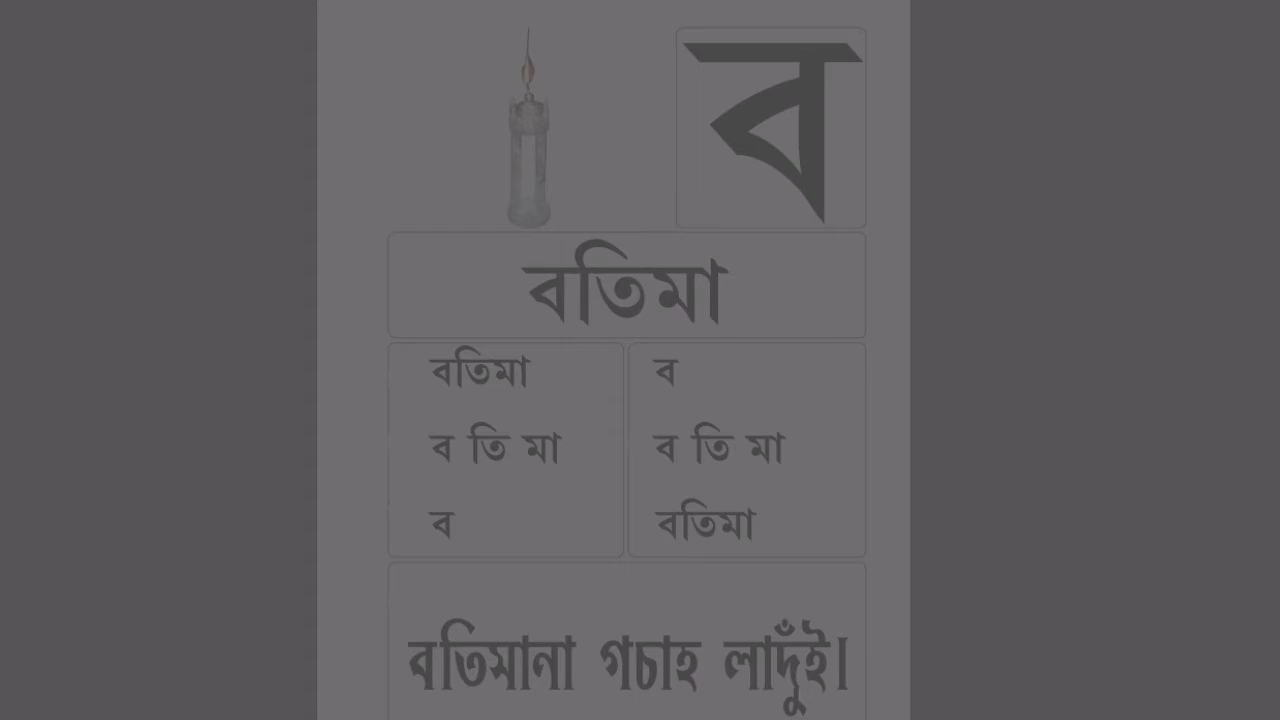 ব
বতিমা
বতিমা
ব তি মা
ব
ব
ব তি মা
বতিমা
বতিমানা গচাহ লাদুঁই।